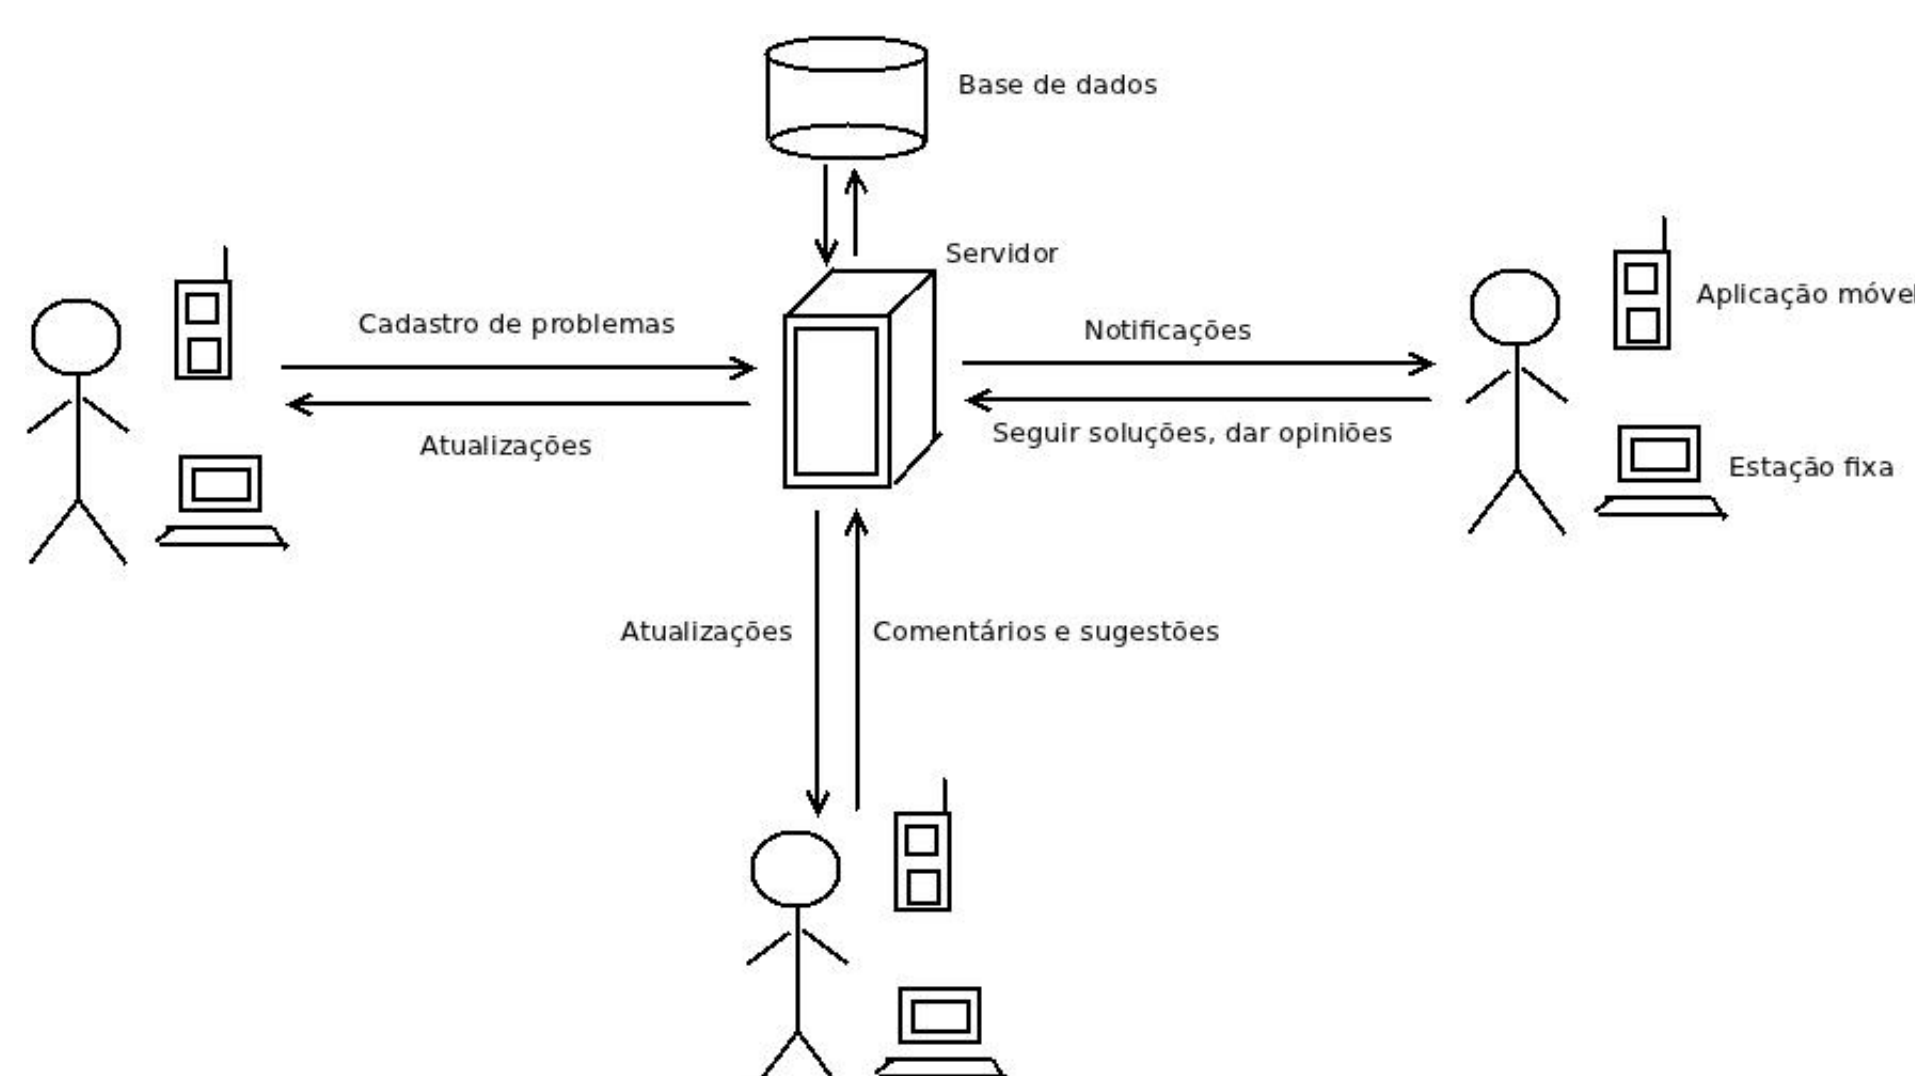 Base de dados
Servidor
Cadastro de problemas
Atualizações
Notificações
Seguir soluções, dar opiniões
Aplicação móvel
Estação fixa
Atualizações
Comentários e sugestões